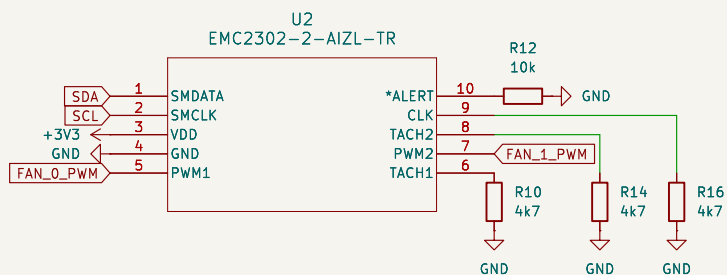 U2
EMC2302-2-AIZL-TR
R12
10k
SDA 1 SMDATA *ALERT 10 GND
SCL 2 SMCLK CLK 9
+3V3 3 VDD TACH2 8
GND 4 GND PWM2 7 FAN_1_PWM
FAN_0_PWM 5 PWM1 TACH1 6
R10 R14 R16
4k7 4k7 4k7
GND GND GND